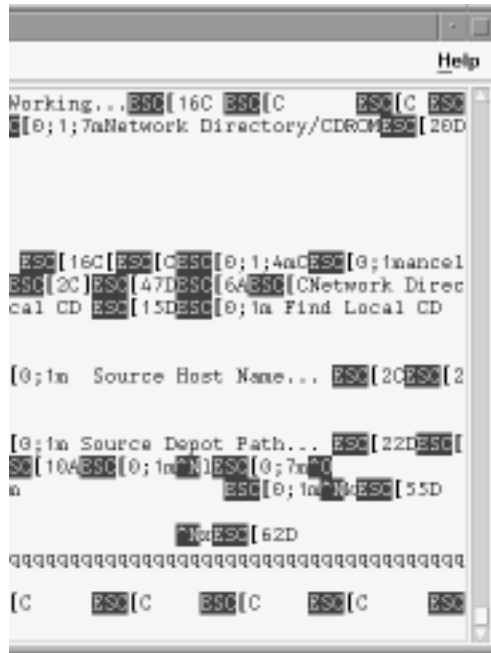 Help
Working...ESC[16C ESC[C ESC[C ESC
C[0;1;7mNetwork Directory/CDROMESC[20D
ESC[16C[ESC[CESC[0;1;4mCESC[0;1mancel
ESC[2C]ESC[47DESC[6AESC[CNetwork Direc
cal CD ESC[15DESC[0;1m Find Local CD
[0;1m Source Host Name... ESC[2CESC[2
[0;1m Source Depot Path... ESC[22DESC[
SC[10AESC[0;1m^NlESC[0;7m^O
m ESC[0;1m^NxESC[55D
^NxESC[62D
qqqqqqqqqqqqqqqqqqqqqqqqqqqqqqqqqqqqqq
[C ESC[C ESC[C ESC[C ESC